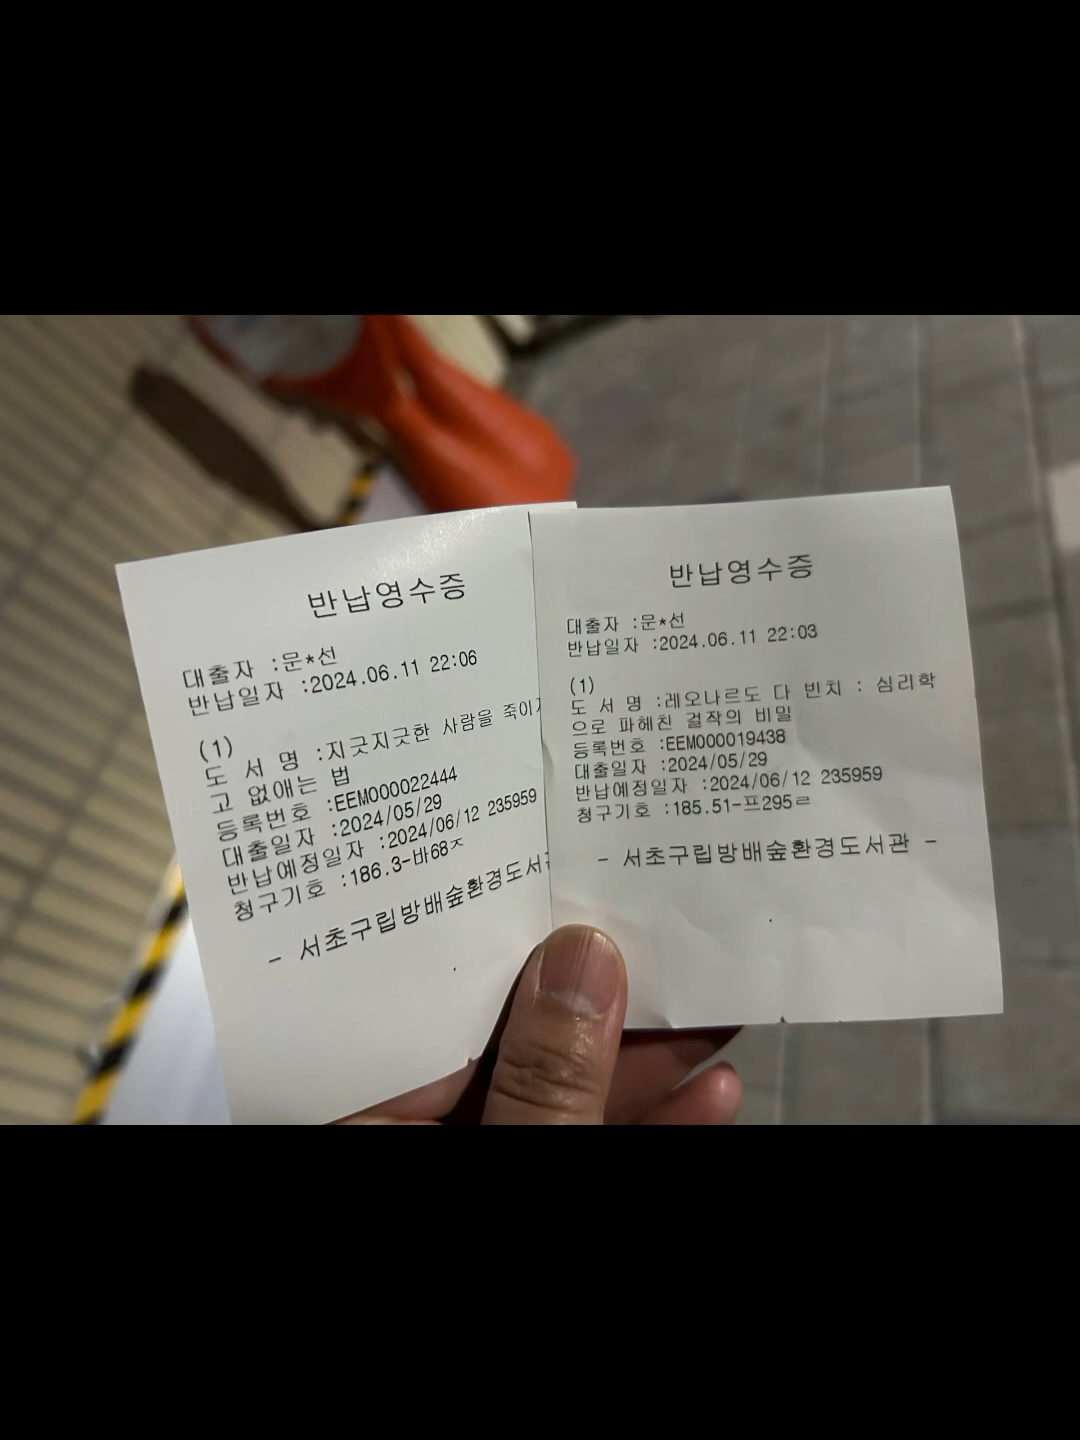 반납영수증
대출자 :문*선
반납일자 :2024.06.11 22:06
(1)
도 서 명 :지긋지긋한 사람을
고 없애는 법
등록번호 :EEM000022444
대출일자 :2024/05/29
반납예정일자 :2024/06/12 235959
청구기호 :186.3-바68ㅈ
- 서초구립방배숲환경도서
반납영수증
대출자 :문*선
반납일자 :2024.06.11 22:03
(1)
도 서 명 :레오나르도 다 빈치 : 심리학
으로 파헤친 걸작의 비밀
등록번호 :EEM000019438
대출일자 :2024/05/29
반납예정일자 :2024/06/12 235959
청구기호 :185.51-프295ㄹ
- 서초구립방배숲환경도서관 -